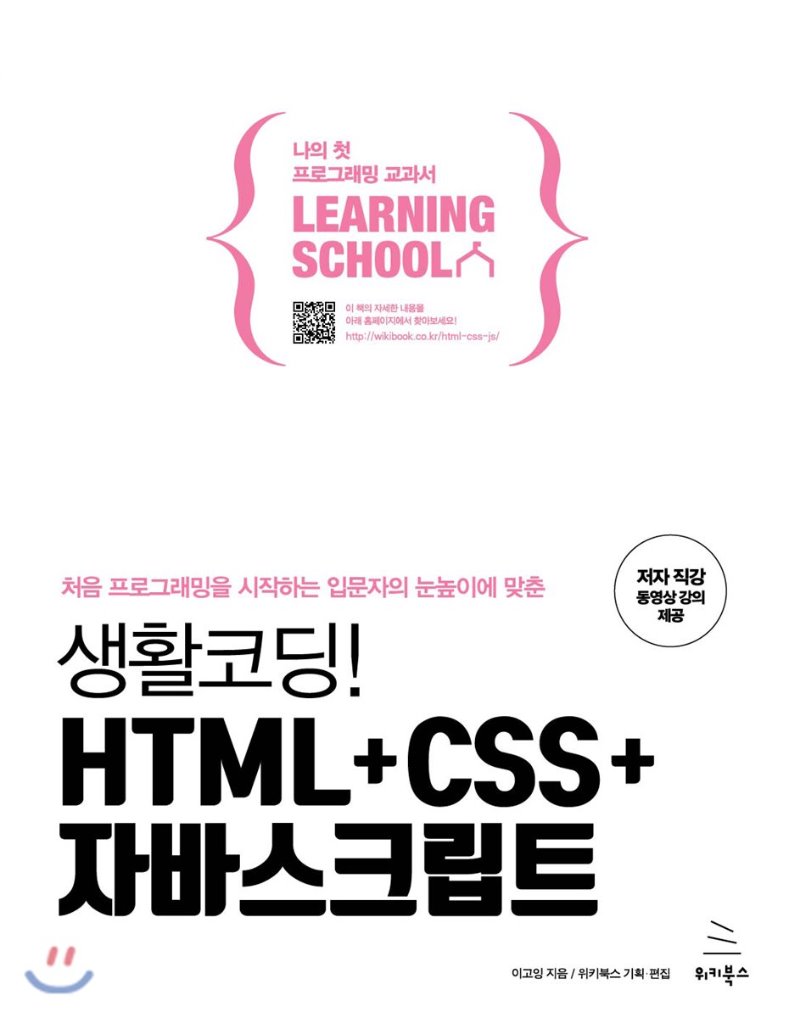 나의 첫
프로그래밍 교과서
LEARNING
SCHOOL
이 책의 자세한 내용을
아래 홈페이지에서 찾아보세요!
http://wikibook.co.kr/html-css-js/
처음 프로그래밍을 시작하는 입문자의 눈높이에 맞춘
저자 직강
동영상 강의
제공
생활코딩!
HTML+CSS+
자바스크립트
이고잉 지음 / 위키북스 기획·편집
위키북스